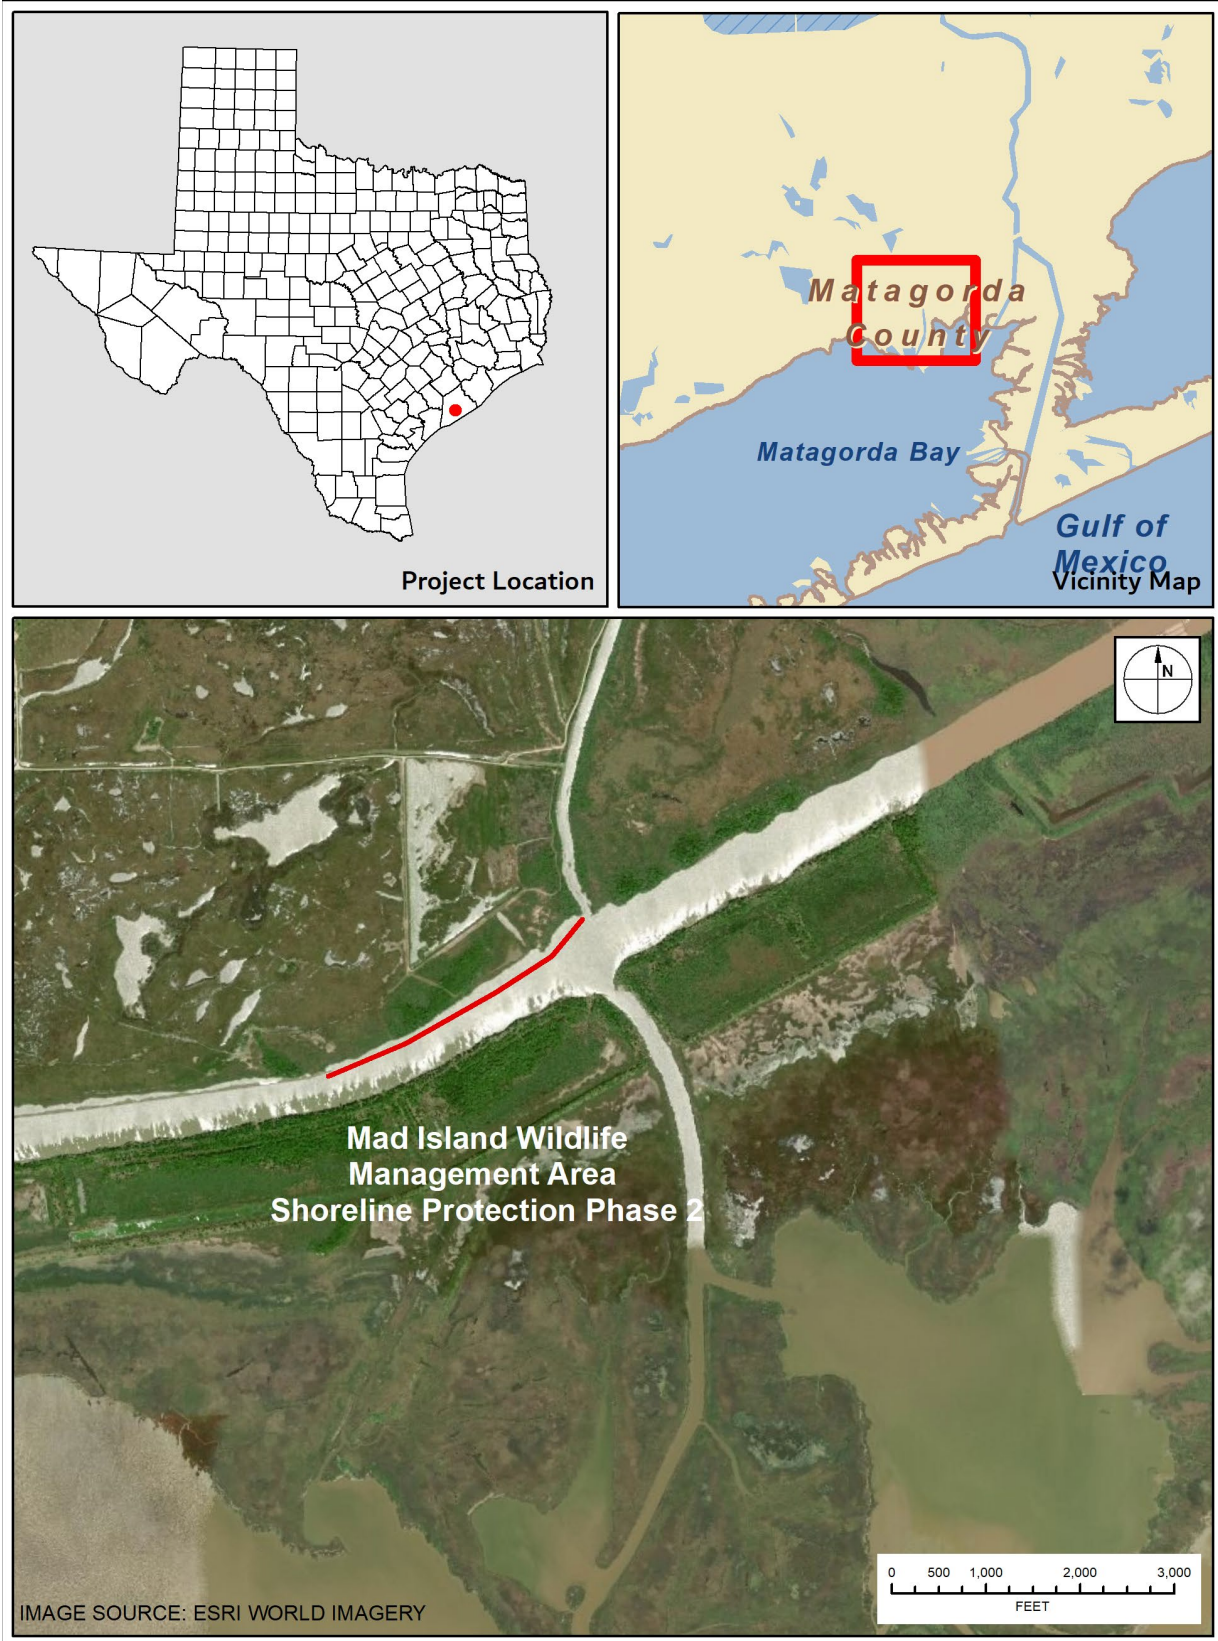 Project Location
Matagorda
County
Matagorda Bay
Gulf of
Mexico
Vicinity Map
N
Mad Island Wildlife
Management Area
Shoreline Protection Phase 2
0 500 1,000 2,000 3,000
FEET
IMAGE SOURCE: ESRI WORLD IMAGERY